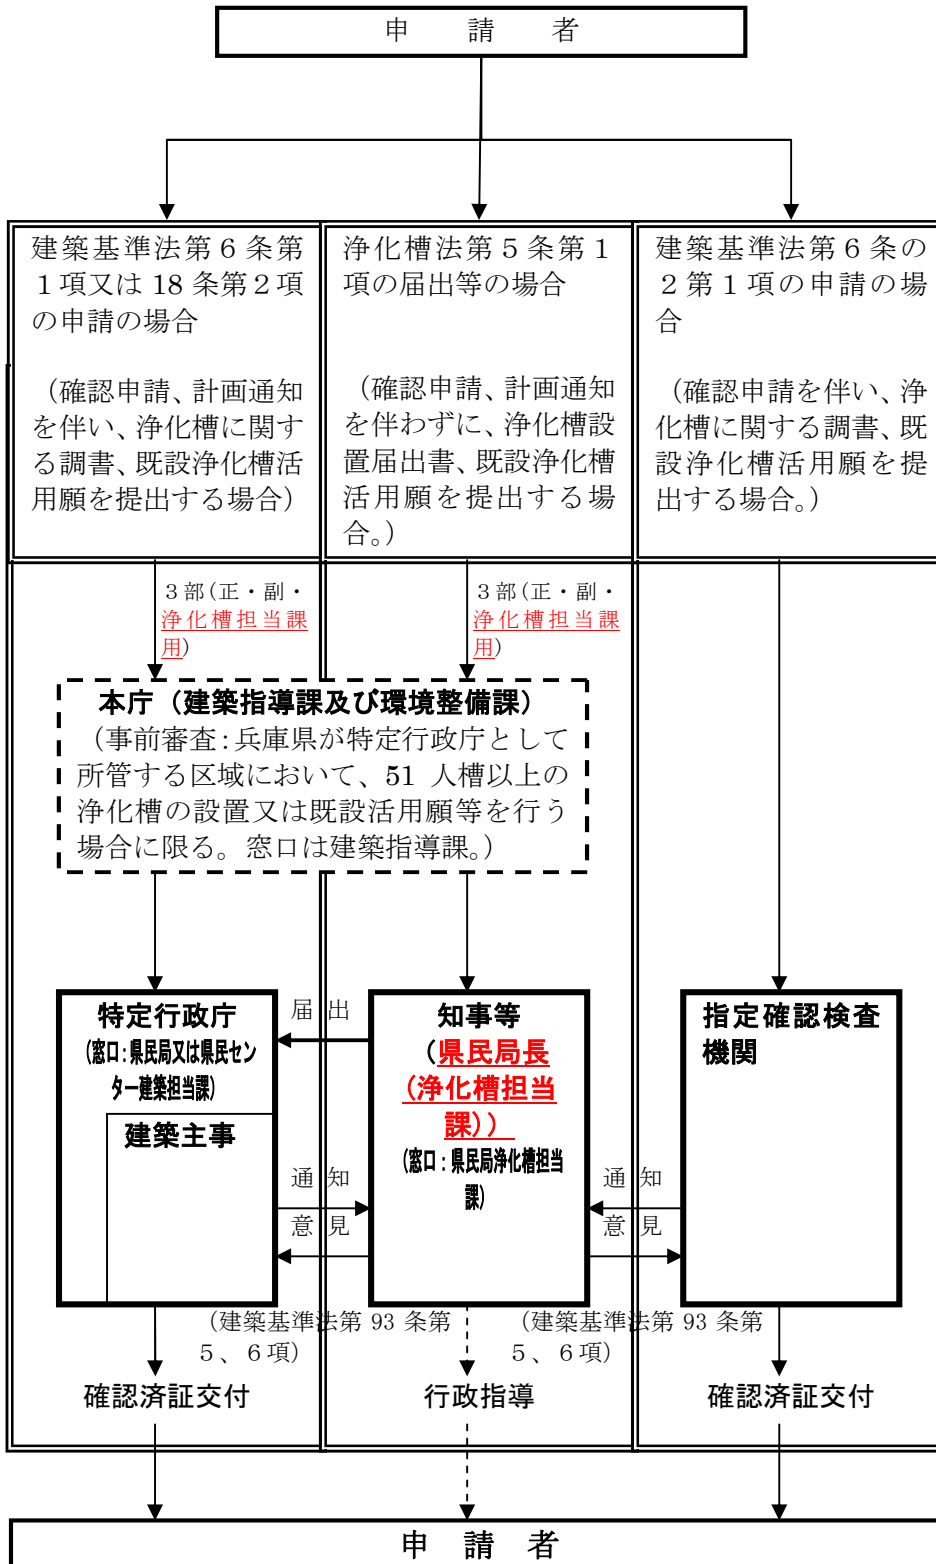 申　請　者
建築基準法第６条第
１項又は 18 条第２項
の申請の場合
（確認申請、計画通知
を伴い、浄化槽に関す
る調書、既設浄化槽活
用願を提出する場合）
浄化槽法第５条第１
項の届出等の場合
（確認申請、計画通知
を伴わずに、浄化槽設
置届出書、既設浄化槽
活用願を提出する場
合。）
建築基準法第６条の
２第１項の申請の場
合
（確認申請を伴い、浄
化槽に関する調書、既
設浄化槽活用願を提
出する場合。）
３部（正・副・
浄化槽担当課
用）
３部（正・副・
浄化槽担当課
用）
本庁（建築指導課及び環境整備課）
（事前審査：兵庫県が特定行政庁として
所管する区域において、51 人槽以上の
浄化槽の設置又は既設活用願等を行う
場合に限る。窓口は建築指導課。）
特定行政庁
（窓口：県民局又は県民セン
ター建築担当課）
建築主事
届　出
通　知
意　見
知事等
（県民局長
（浄化槽担当
課））
（窓口：県民局浄化槽担当
課）
通　知
意　見
指定確認検査
機関
（建築基準法第 93 条第
５、６項）
（建築基準法第 93 条第
５、６項）
確認済証交付
行政指導
確認済証交付
申　請　者